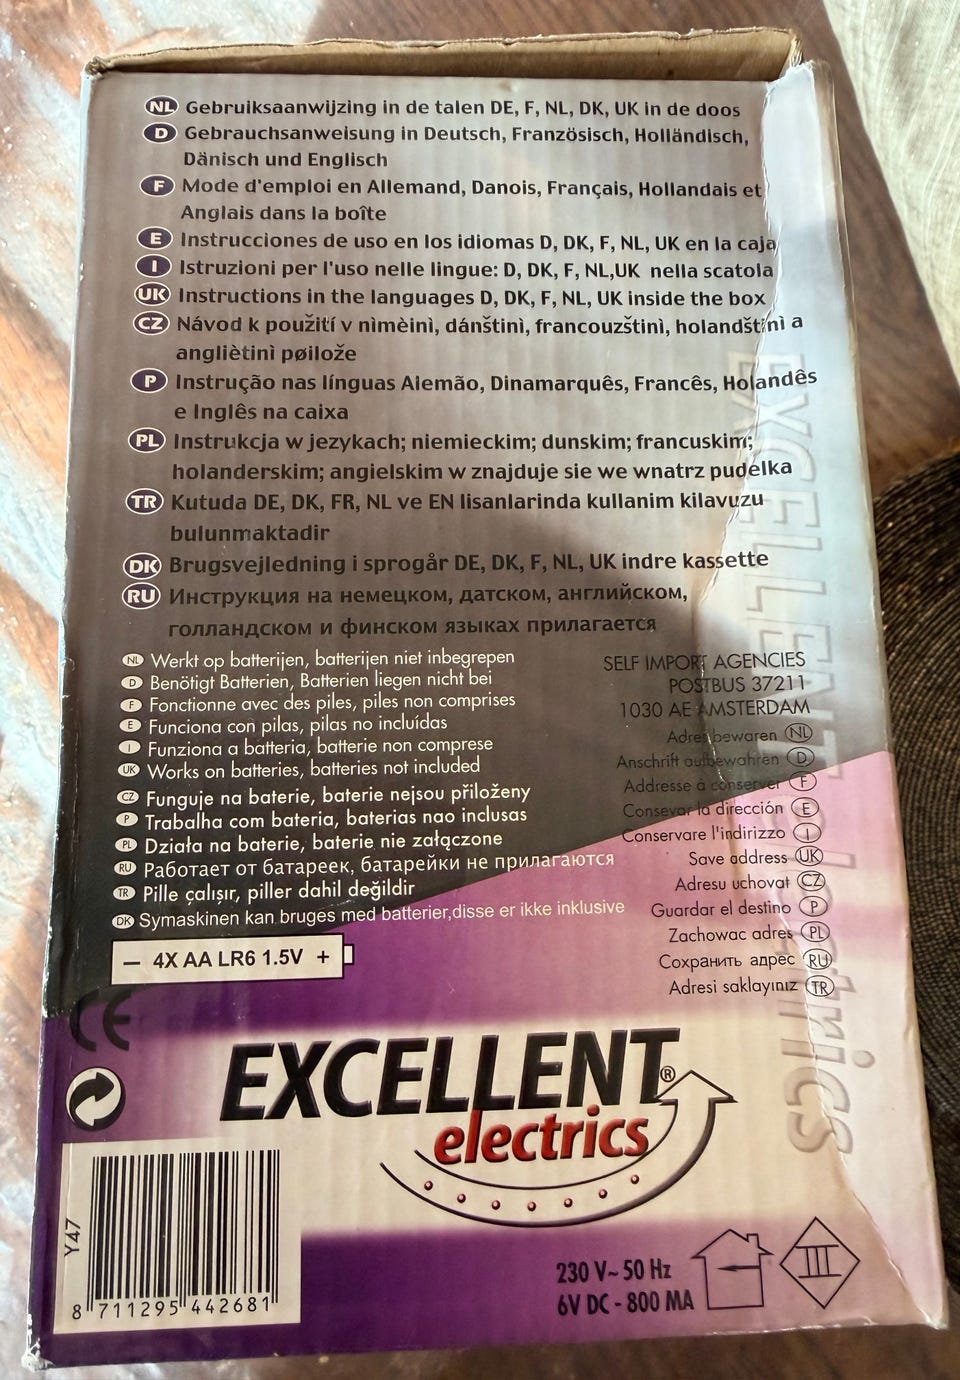 NL Gebruiksaanwijzing in de talen DE, F, NL, DK, UK in de doos
D Gebrauchsanweisung in Deutsch, Französisch, Holländisch,
Dänisch und Englisch
F Mode d'emploi en Allemand, Danois, Français, Hollandais et
Anglais dans la boîte
E Instrucciones de uso en los idiomas D, DK, F, NL, UK en la caja
I Istruzioni per l'uso nelle lingue: D, DK, F, NL,UK nella scatola
UK Instructions in the languages D, DK, F, NL, UK inside the box
CZ Návod k použití v nìmèinì, dánštinì, francouzštinì, holandštinì a
angliètinì pøilože
P Instrução nas línguas Alemão, Dinamarquês, Francês, Holandês
e Inglês na caixa
PL Instrukcja w jezykach; niemieckim; dunskim; francuskim;
holanderskim; angielskim w znajduje sie we wnatrz pudelka
TR Kutuda DE, DK, FR, NL ve EN lisanlarinda kullanim kilavuzu
bulunmaktadir
DK Brugsvejledning i sprogår DE, DK, F, NL, UK indre kassette
RU Инструкция на немецком, датском, английском,
голландском и финском языках прилагается
NL Werkt op batterijen, batterijen niet inbegrepen
D Benötigt Batterien, Batterien liegen nicht bei
F Fonctionne avec des piles, piles non comprises
E Funciona con pilas, pilas no incluídas
I Funziona a batteria, batterie non comprese
UK Works on batteries, batteries not included
CZ Funguje na baterie, baterie nejsou přiloženy
P Trabalha com bateria, baterias nao inclusas
PL Działa na baterie, baterie nie załączone
RU Работает от батареек, батарейки не прилагаются
TR Pille çalışır, piller dahil değildir
DK Symaskinen kan bruges med batterier,disse er ikke inklusive
– 4X AA LR6 1.5V +
SELF IMPORT AGENCIES
POSTBUS 37211
1030 AE AMSTERDAM
Adres bewaren NL
Anschrift aufbewahren D
Addresse à conserver F
Consevar la dirección E
Conservare l'indirizzo I
Save address UK
Adresu uchovat CZ
Guardar el destino P
Zachowac adres PL
Сохранить адрес RU
Adresi saklayınız TR
EXCELLENT electrics
CE
EXCELLENT®
electrics
Y47
8 711295 442681
230 V~ 50 Hz
6V DC - 800 MA
III